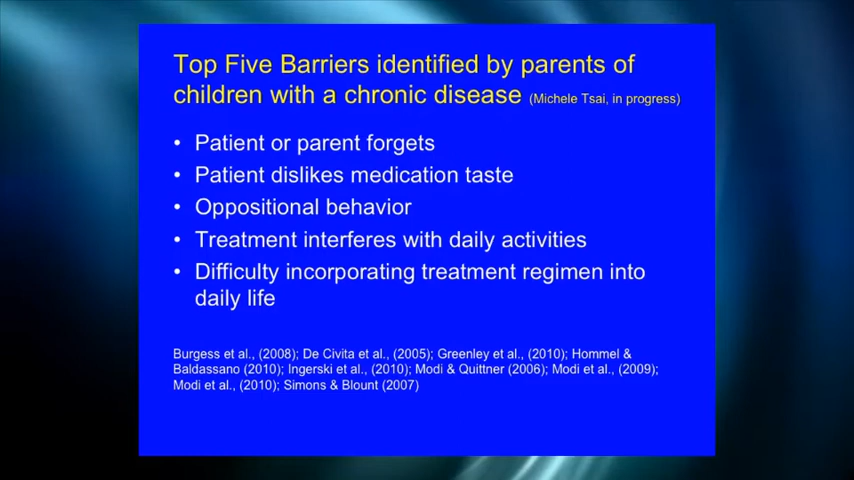 Top Five Barriers identified by parents of
children with a chronic disease (Michele Tsai, in progress)
• Patient or parent forgets
• Patient dislikes medication taste
• Oppositional behavior
• Treatment interferes with daily activities
• Difficulty incorporating treatment regimen into
daily life
Burgess et al., (2008); De Civita et al., (2005); Greenley et al., (2010); Hommel &
Baldassano (2010); Ingerski et al., (2010); Modi & Quittner (2006); Modi et al., (2009);
Modi et al., (2010); Simons & Blount (2007)